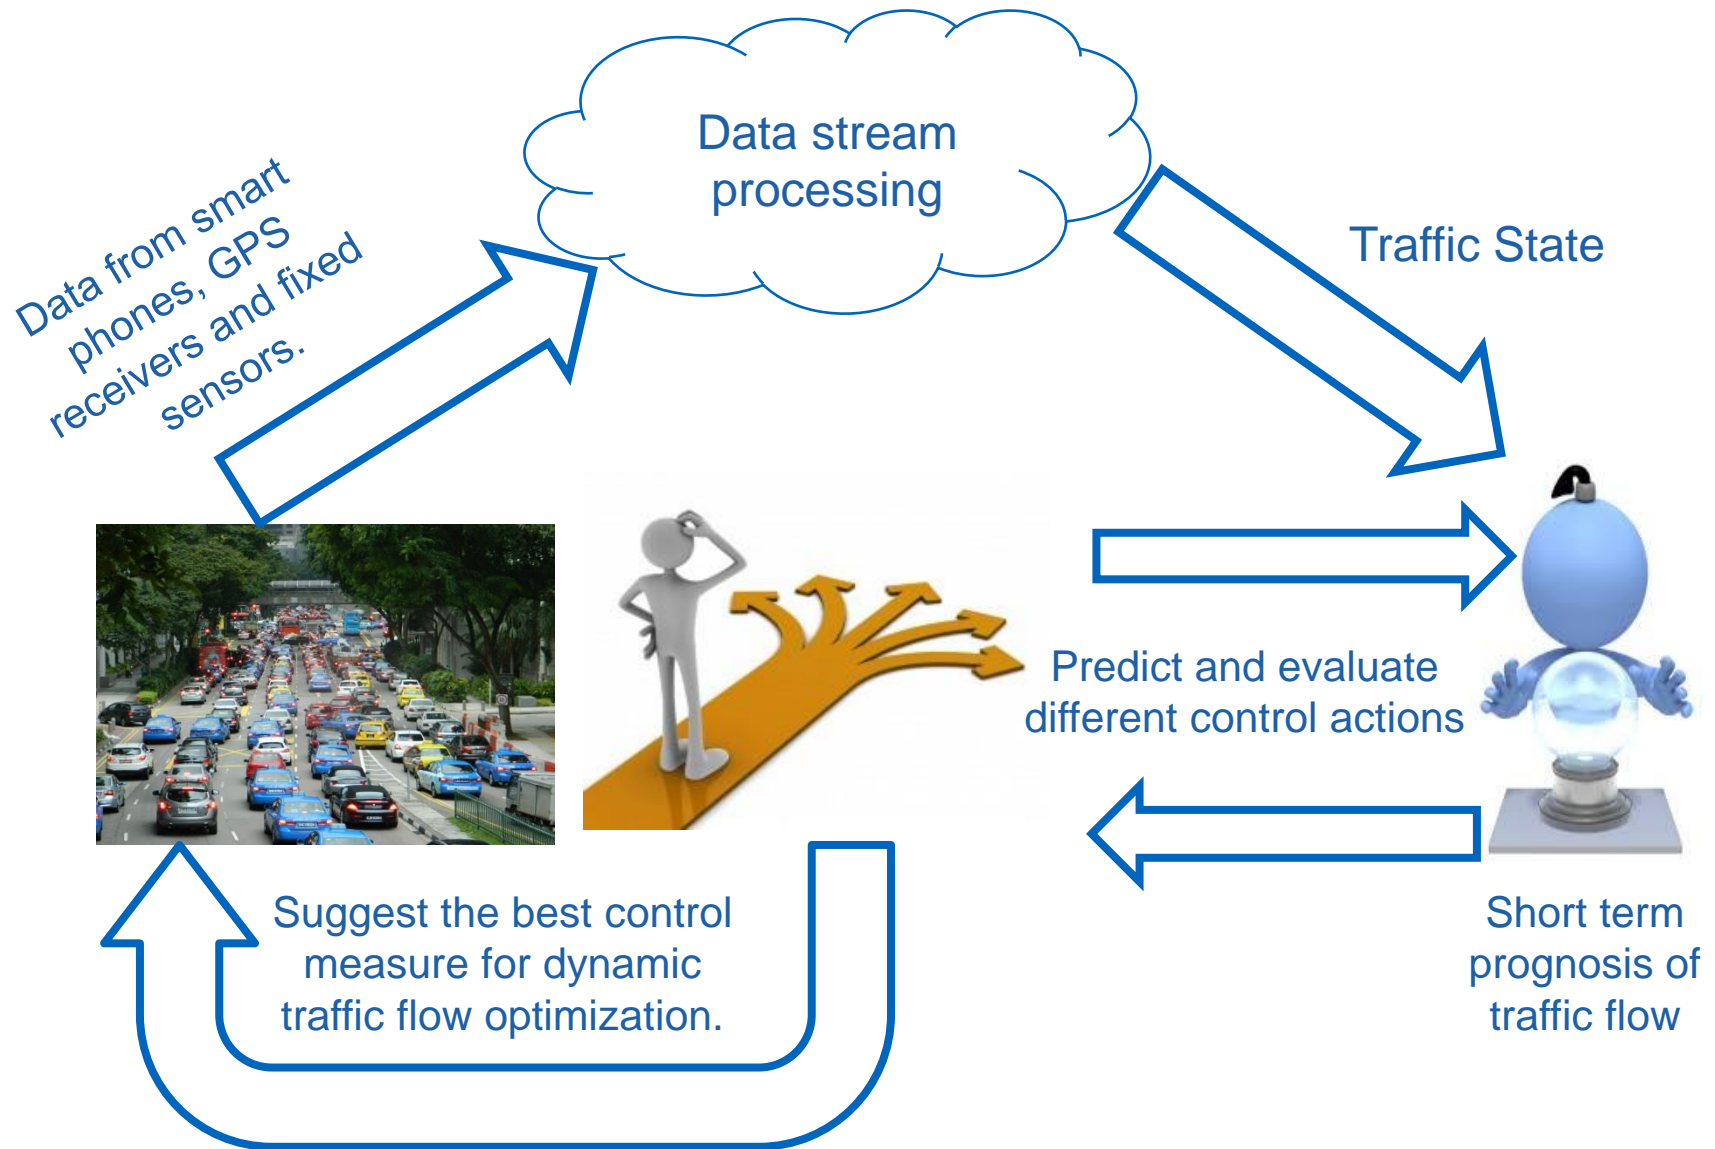 Data stream
processing
Data from smart
phones, GPS
receivers and fixed
sensors.
Traffic State
Predict and evaluate
different control actions
Suggest the best control
measure for dynamic
traffic flow optimization.
Short term
prognosis of
traffic flow